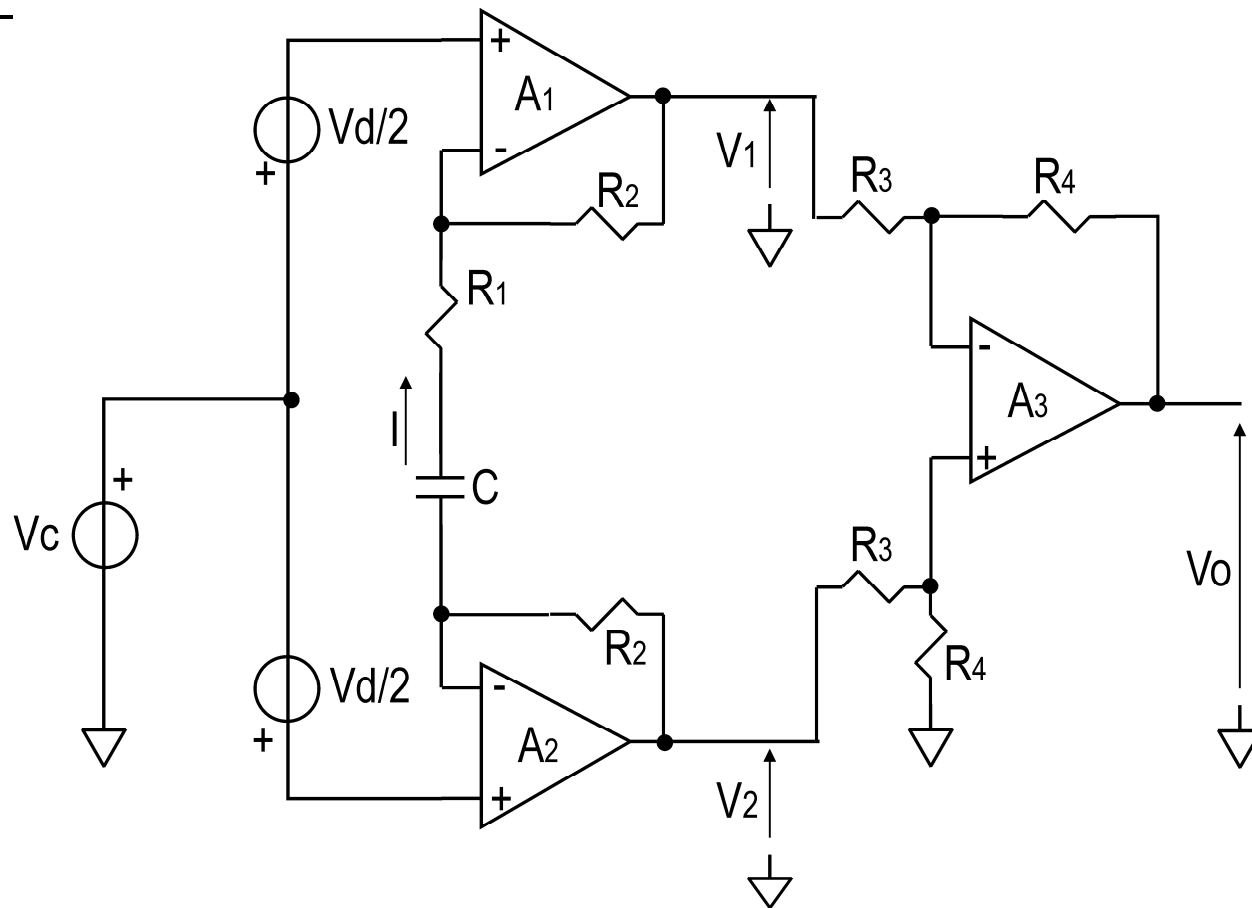 +
A1
-
Vd/2
+
V1
R2
R3
R4
R1
-
A3
+
I
C
+
Vc
R3
Vo
R2
R4
Vd/2
+
-
A2
+
V2